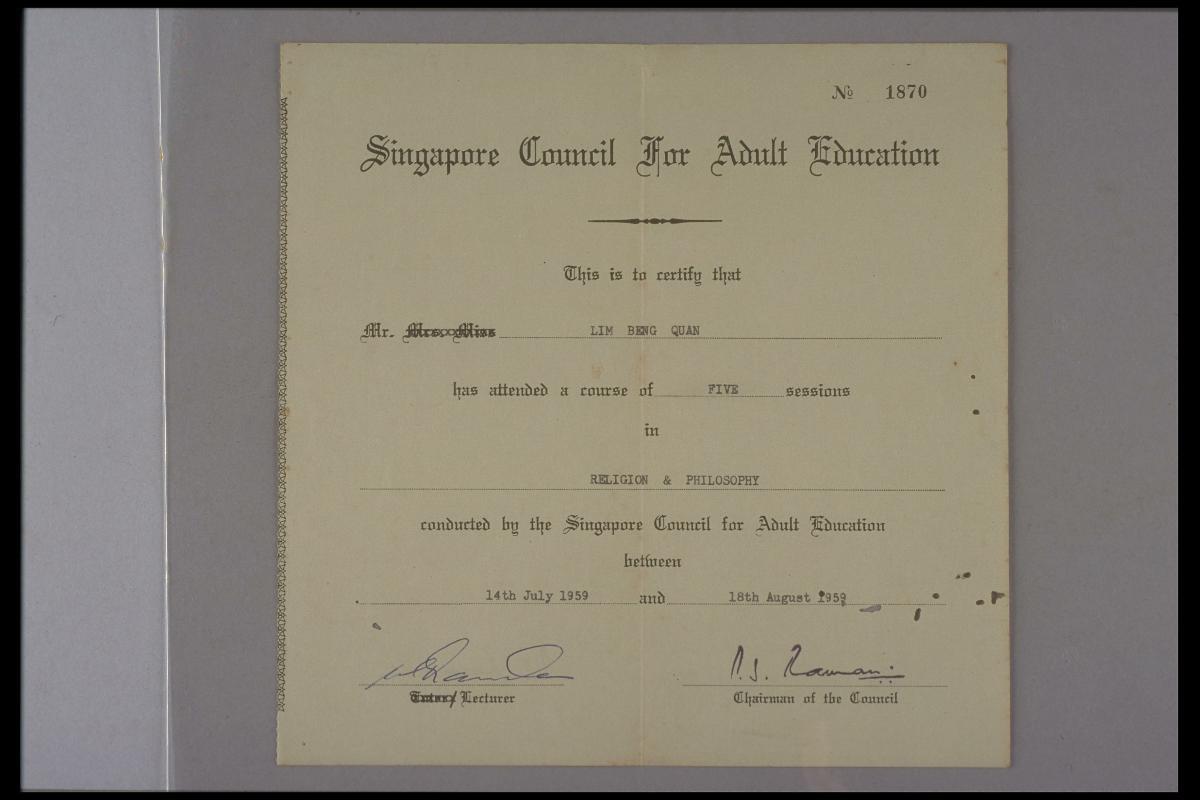 № 1870
Singapore Council For Adult Education
This is to certify that
Mr. Mrs. Miss LIM BENG QUAN
has attended a course of FIVE sessions
in
RELIGION & PHILOSOPHY
conducted by the Singapore Council for Adult Education
between
14th July 1959 and 18th August 1959
P. S. Raman
Lecturer
Chairman of the Council